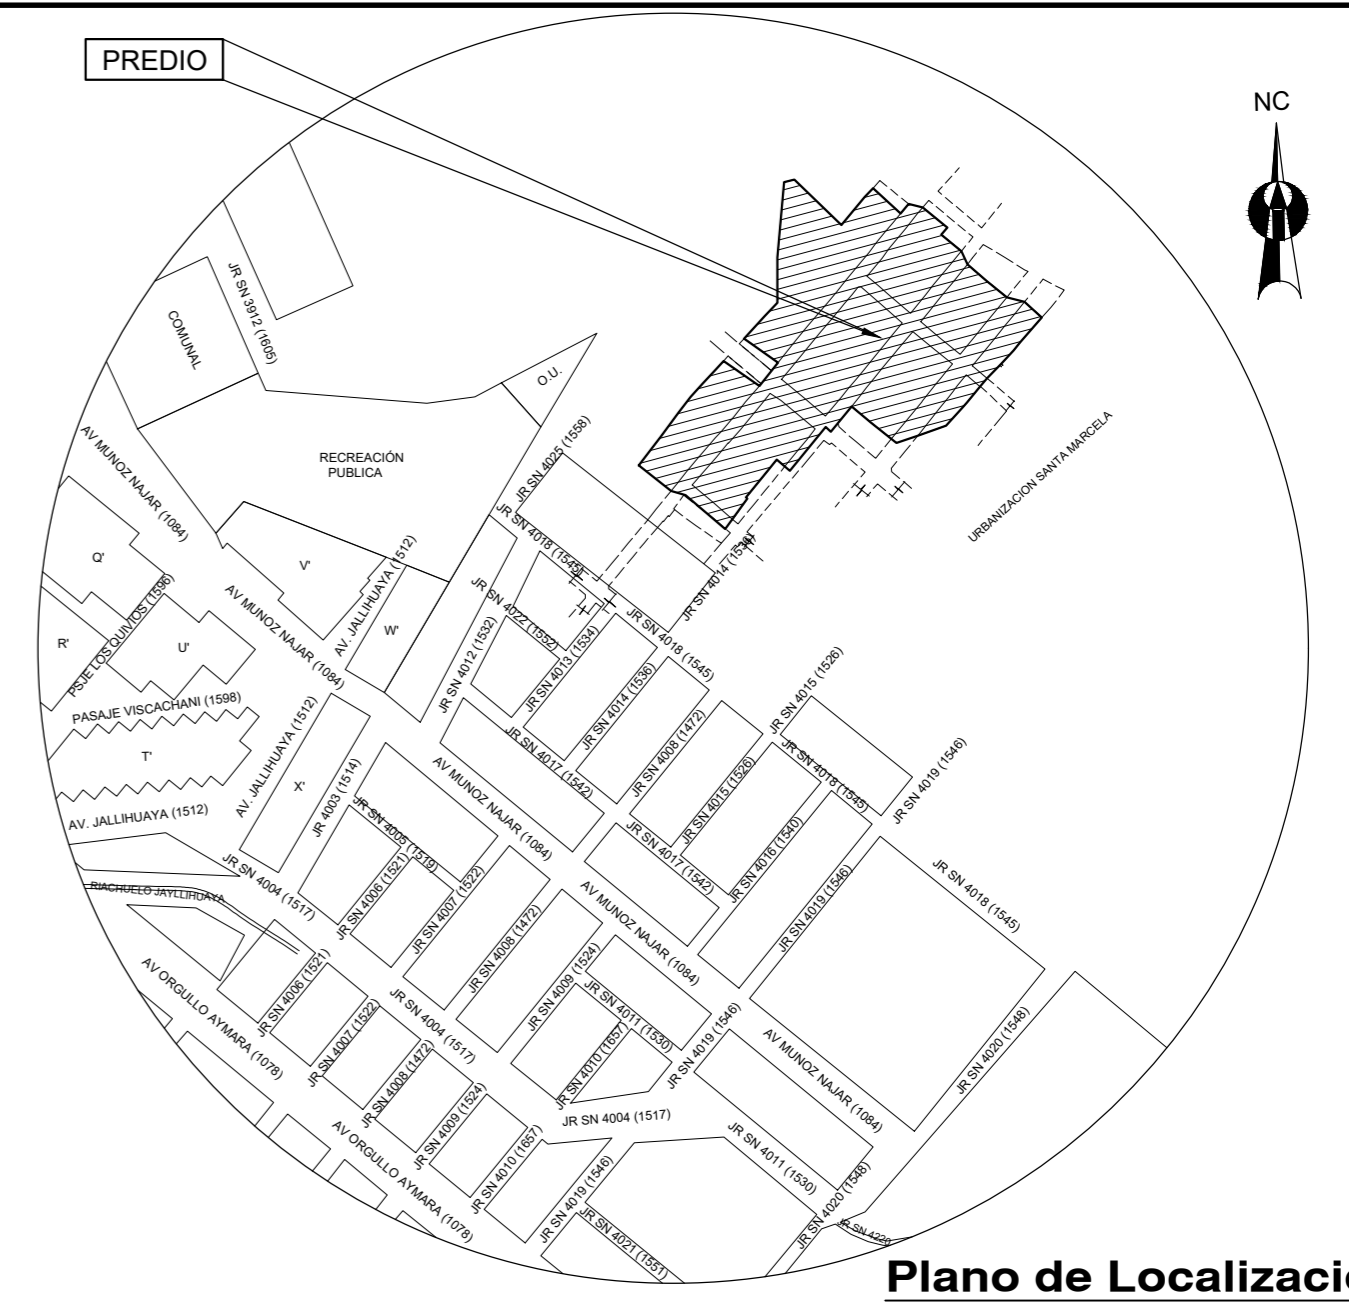 PREDIO
NC
JR SN 3912 (1605)
COMUNAL
O.U.
RECREACIÓN
PUBLICA
URBANIZACION SANTA MARCELA
AV MUNOZ NAJAR (1084)
JR SN 4025 (1558)
JR SN 4018 (1545)
JR SN 4014 (1536)
Q'
V'
AV. JALLIHUAYA (1512)
JR SN 4022 (1552)
R'
PSJE LOS QUIVIOS (1596)
U'
AV MUNOZ NAJAR (1084)
W'
JR SN 4012 (1532)
JR SN 4013 (1534)
JR SN 4018 (1545)
JR SN 4014 (1536)
JR SN 4015 (1526)
PASAJE VISCACHANI (1598)
T'
AV. JALLIHUAYA (1512)
X'
JR 4003 (1514)
AV MUNOZ NAJAR (1084)
JR SN 4017 (1542)
JR SN 4008 (1472)
JR SN 4015 (1526)
JR SN 4018 (1545)
JR SN 4019 (1546)
AV. JALLIHUAYA (1512)
JR SN 4005 (1519)
JR SN 4017 (1542)
JR SN 4016 (1540)
JR SN 4004 (1517)
RIACHUELO JAYLLIHUAYA
JR SN 4006 (1521)
JR SN 4007 (1522)
JR SN 4008 (1472)
AV MUNOZ NAJAR (1084)
JR SN 4019 (1546)
JR SN 4018 (1545)
AV ORGULLO AYMARA (1078)
JR SN 4006 (1521)
JR SN 4007 (1522)
JR SN 4004 (1517)
JR SN 4009 (1524)
JR SN 4011 (1530)
JR SN 4010 (1657)
JR SN 4019 (1546)
AV MUNOZ NAJAR (1084)
JR SN 4020 (1548)
JR SN 4008 (1472)
JR SN 4009 (1524)
JR SN 4004 (1517)
AV ORGULLO AYMARA (1078)
JR SN 4010 (1657)
JR SN 4019 (1546)
JR SN 4011 (1530)
JR SN 4020 (1548)
JR SN 4021 (1551)
JR SN 4226
Plano de Localizació